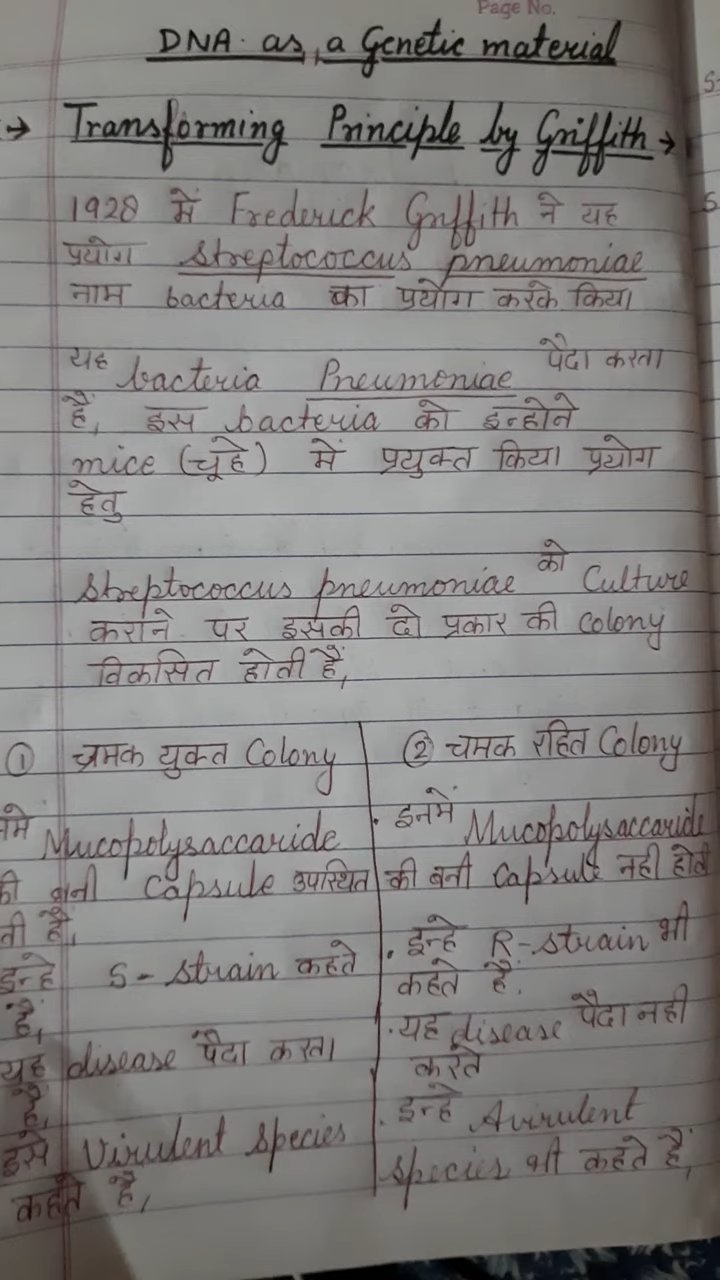 Page No.
DNA as a Genetic material
→ Transforming Principle by Griffith →
1928 में Frederick Griffith ने यह
प्रयोग Streptococcus pneumoniae
नाम bacteria का प्रयोग करके किया।
यह bacteria Pneumoniae पैदा करता
है, इस bacteria को इन्होने
mice (चूहे) में प्रयुक्त किया प्रयोग
हेतु
Streptococcus pneumoniae को Culture
कराने पर इसकी दो प्रकार की colony
विकसित होती हैं,
① चमक युक्त Colony
नमे Mucopolysaccaride
की बनी Capsule उपस्थित
ती है,
इन्हे S-strain कहते
है,
यह disease पैदा करता
है,
इसे Virulent species
कहते है,
② चमक रहित Colony
· इनमें Mucopolysaccaride
की बनी Capsule नही होती
· इन्हे R-strain भी
कहते है.
· यह disease पैदा नही
करते
· इन्हे Avirulent
species भी कहते हैं,